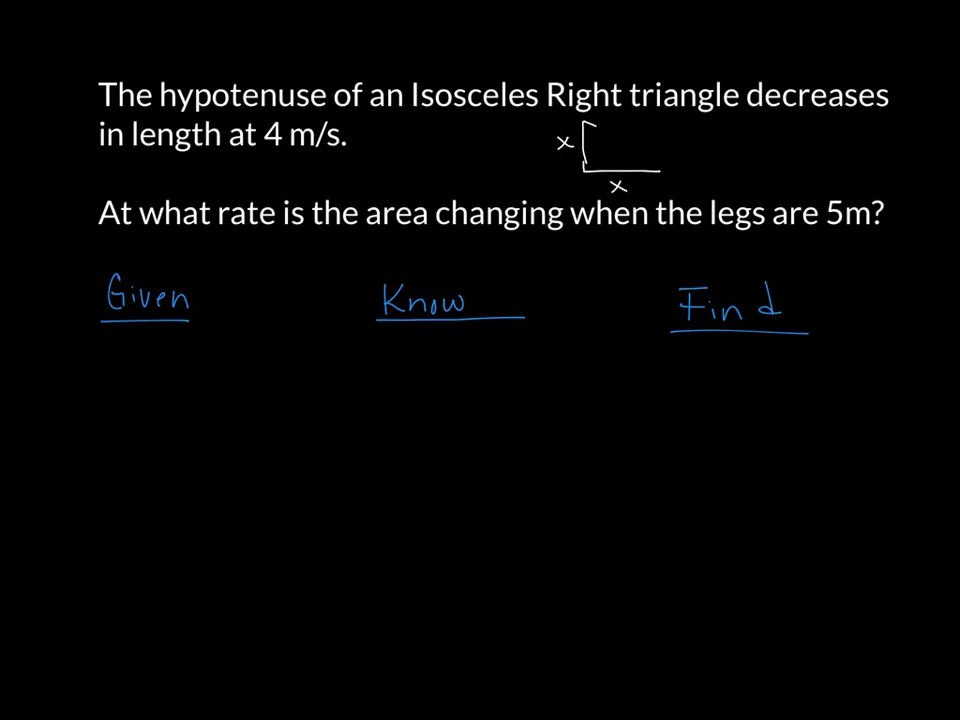 The hypotenuse of an Isosceles Right triangle decreases
in length at 4 m/s.
x
x
At what rate is the area changing when the legs are 5m?
Given
Know
Find